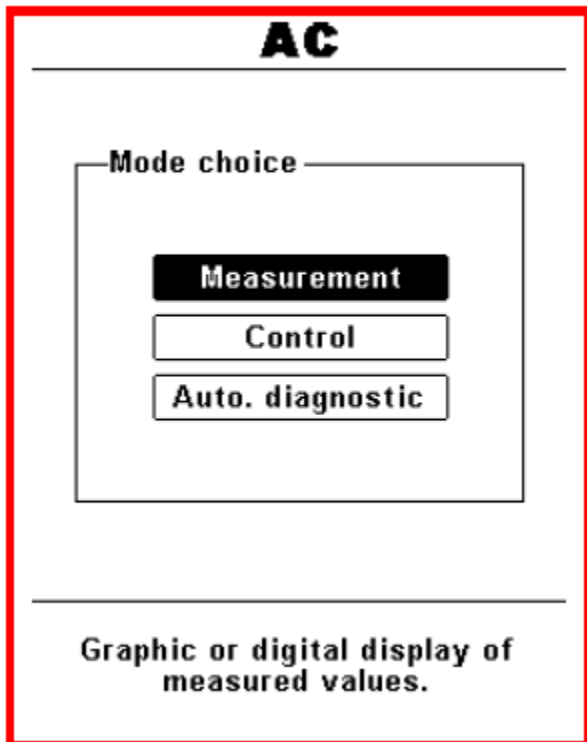 AC
Mode choice
Measurement
Control
Auto. diagnostic
Graphic or digital display of
measured values.